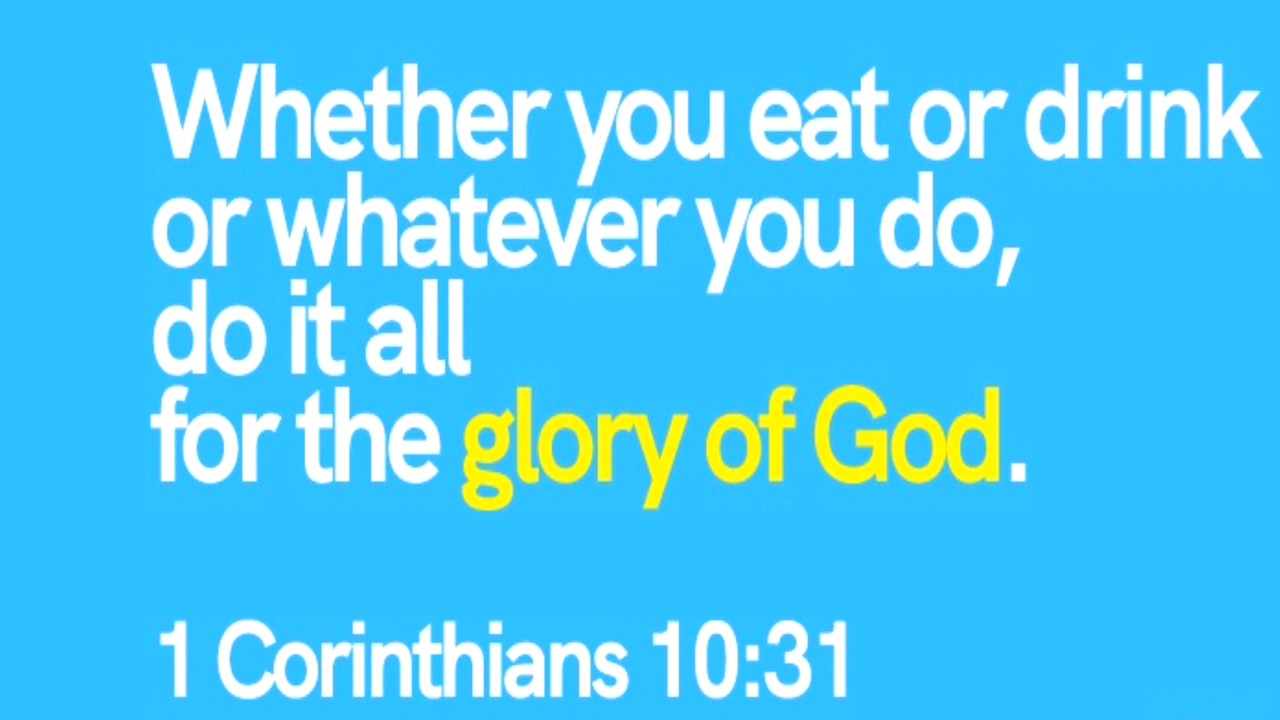 Whether you eat or drink
or whatever you do,
do it all
for the glory of God.
1 Corinthians 10:31